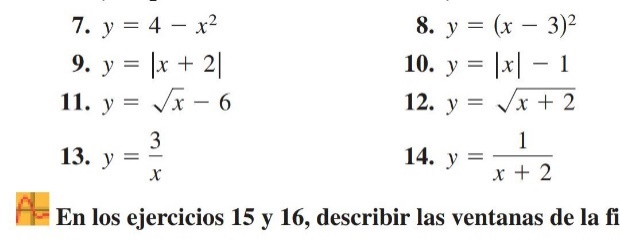 7. y = 4 − x²
8. y = (x − 3)²
9. y = |x + 2|
10. y = |x| − 1
11. y = √x − 6
12. y = √(x + 2)
13. y = 3/x
14. y = 1/(x + 2)
En los ejercicios 15 y 16, describir las ventanas de la fi